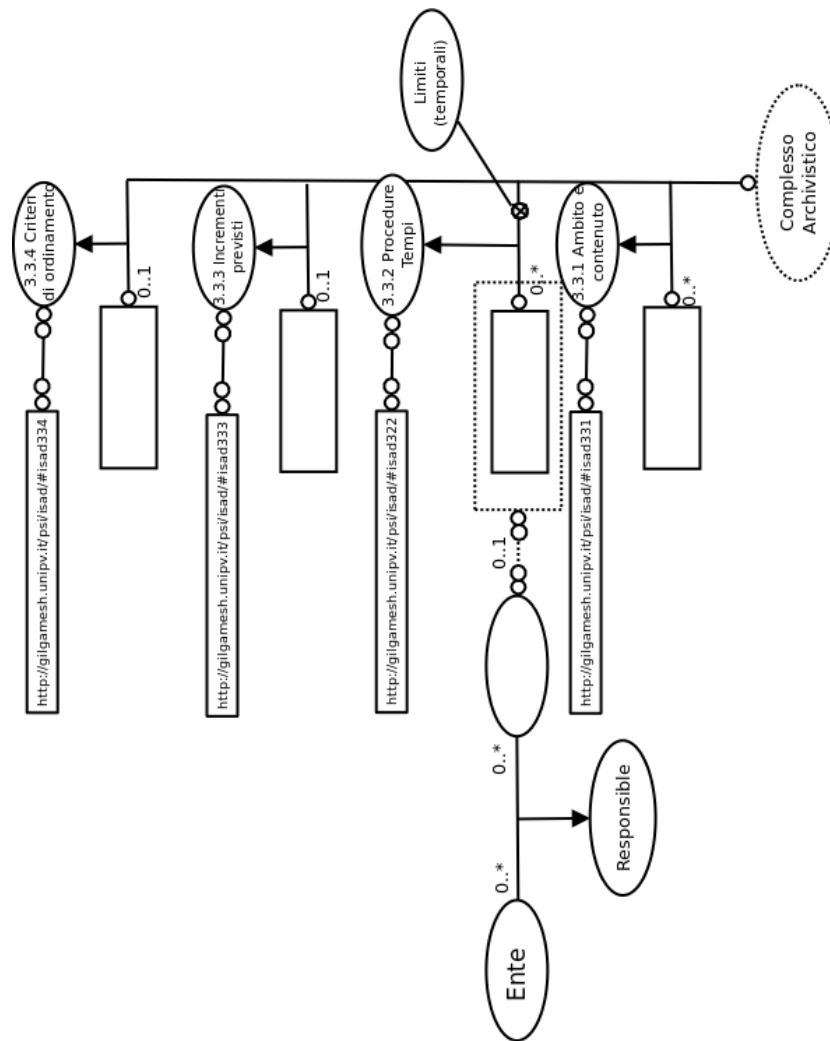 http://gilgamesh.unipv.it/psi/isad/#isad334
3.3.4 Criteri
di ordinamento
0..1
http://gilgamesh.unipv.it/psi/isad/#isad333
3.3.3 Incrementi
previsti
0..1
http://gilgamesh.unipv.it/psi/isad/#isad322
3.3.2 Procedure
Tempi
Limiti
(temporali)
0..*
0..*
0..1
Ente
0..*
http://gilgamesh.unipv.it/psi/isad/#isad331
3.3.1 Ambito e
contenuto
Responsible
0..*
Complesso
Archivistico